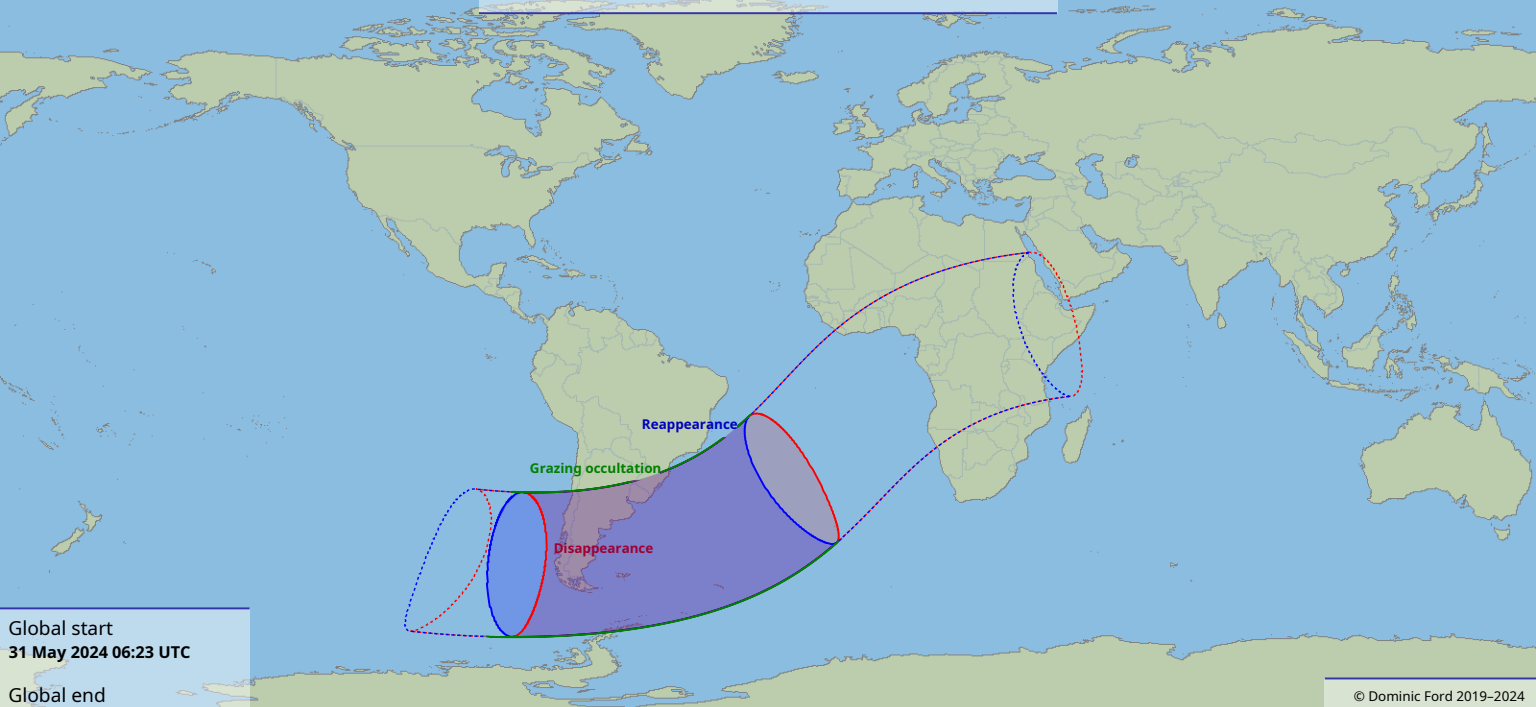 Reappearance
Grazing occultation
Disappearance
Global start
31 May 2024 06:23 UTC
Global end
© Dominic Ford 2019–2024